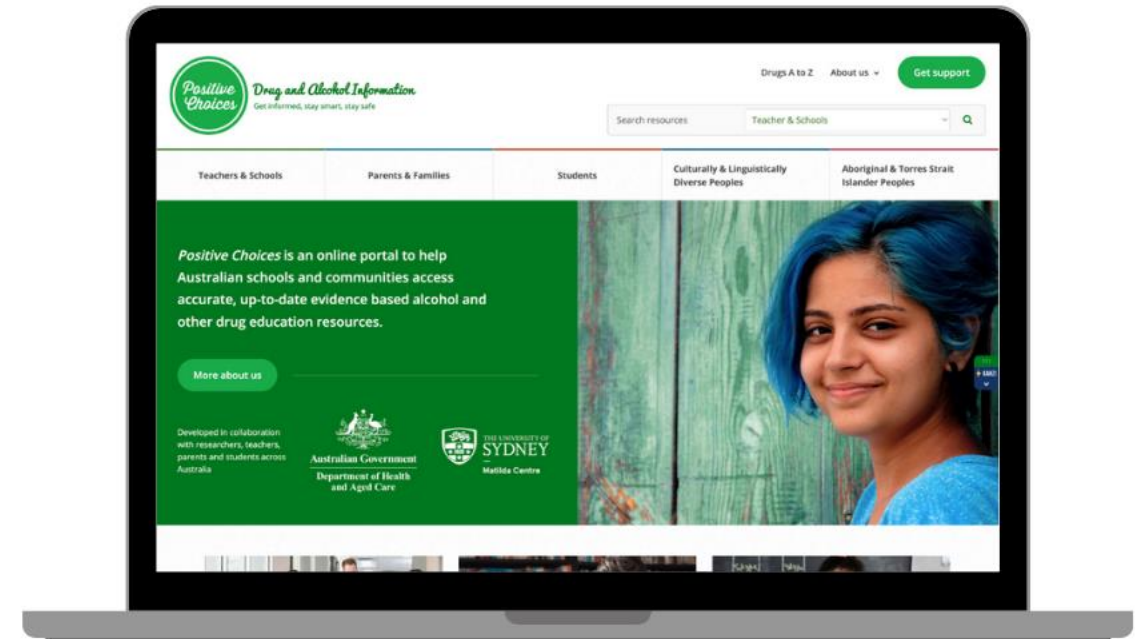 Positive
Choices
Drug and Alcohol Information
Get informed, stay smart, stay safe
Drugs A to Z
About us
Get support
Search resources
Teacher & Schools
Teachers & Schools
Parents & Families
Students
Culturally & Linguistically
Diverse Peoples
Aboriginal & Torres Strait
Islander Peoples
Positive Choices is an online portal to help
Australian schools and communities access
accurate, up-to-date evidence based alcohol and
other drug education resources.
More about us
Developed in collaboration
with researchers, teachers,
parents and students across
Australia
Australian Government
Department of Health
and Aged Care
THE UNIVERSITY OF
SYDNEY
Matilda Centre